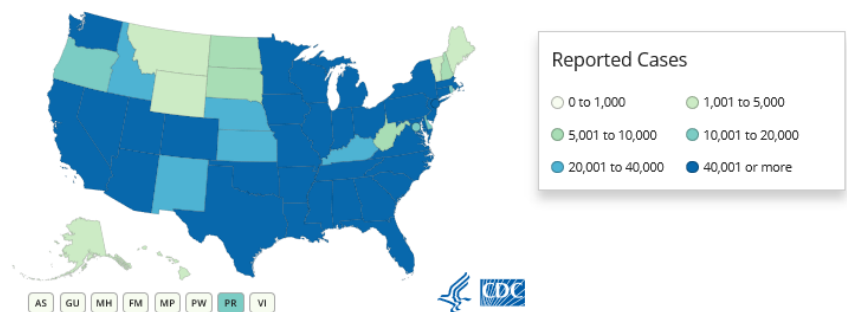 Reported Cases
0 to 1,000
1,001 to 5,000
5,001 to 10,000
10,001 to 20,000
20,001 to 40,000
40,001 or more
AS GU MH FM MP PW PR VI
CDC